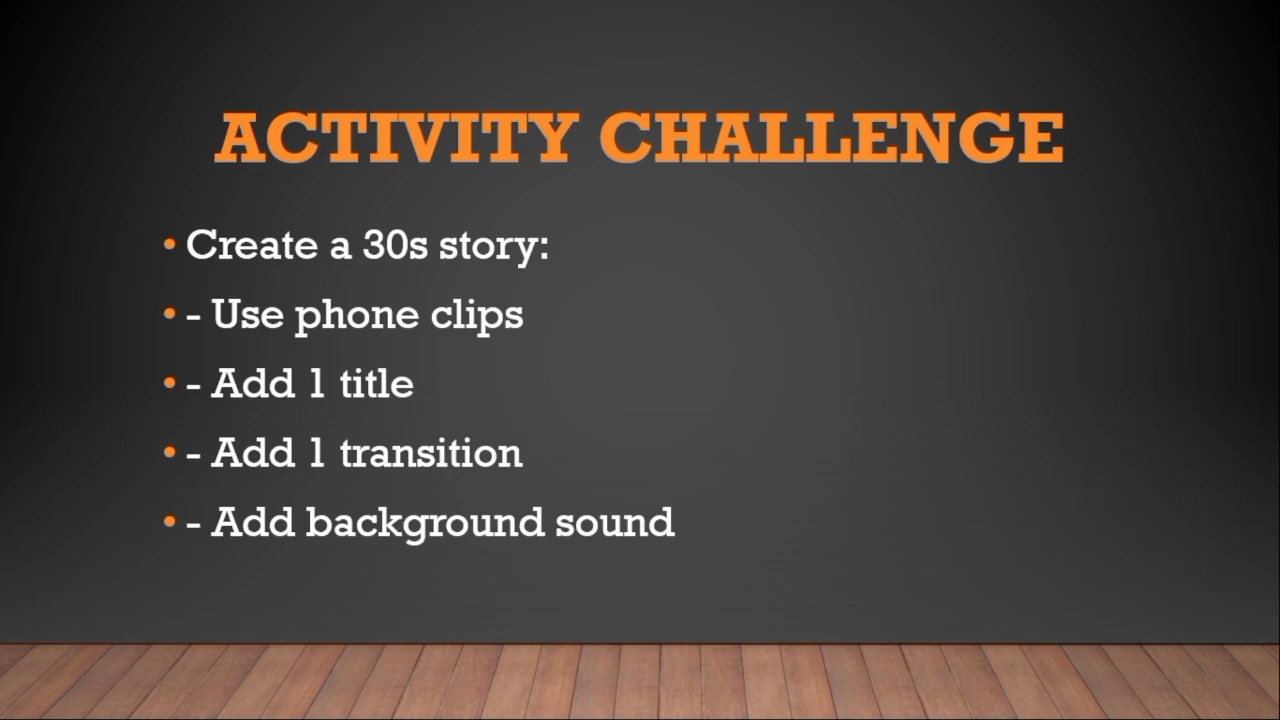 ACTIVITY CHALLENGE
• Create a 30s story:
• - Use phone clips
• - Add 1 title
• - Add 1 transition
• - Add background sound